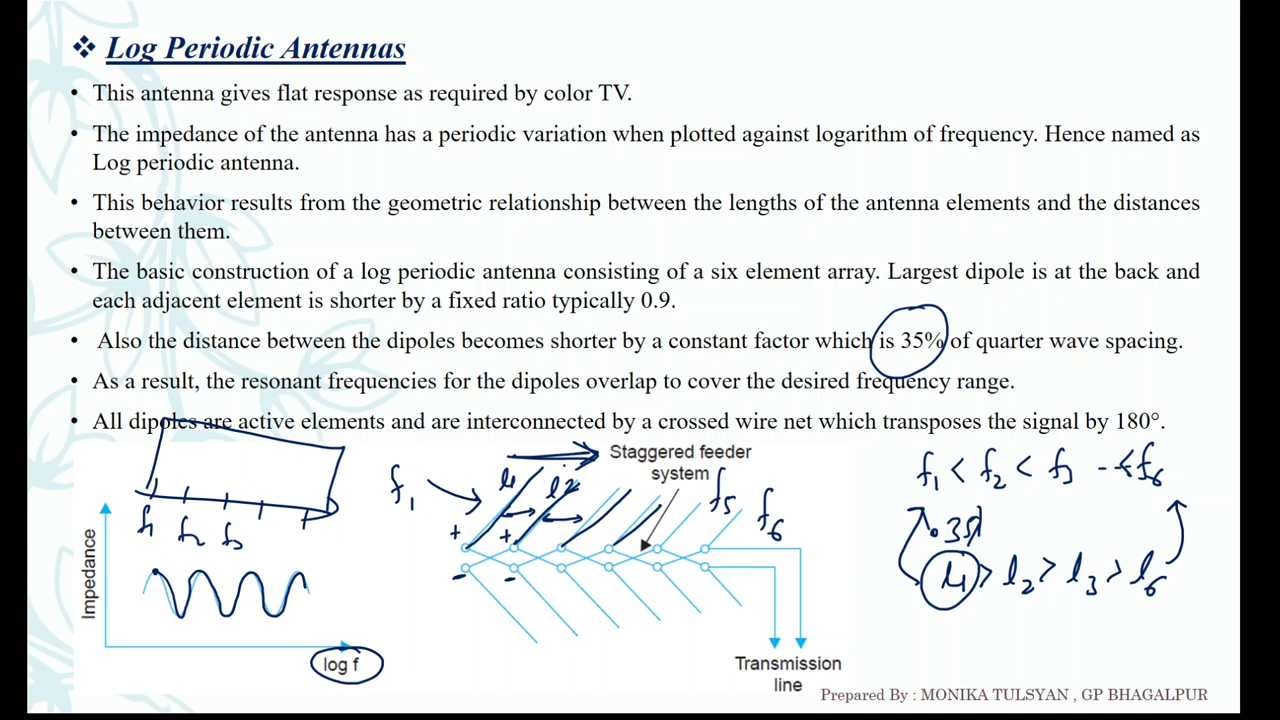 ❖ Log Periodic Antennas
• This antenna gives flat response as required by color TV.
• The impedance of the antenna has a periodic variation when plotted against logarithm of frequency. Hence named as
Log periodic antenna.
• This behavior results from the geometric relationship between the lengths of the antenna elements and the distances
between them.
• The basic construction of a log periodic antenna consisting of a six element array. Largest dipole is at the back and
each adjacent element is shorter by a fixed ratio typically 0.9.
• Also the distance between the dipoles becomes shorter by a constant factor which is 35% of quarter wave spacing.
• As a result, the resonant frequencies for the dipoles overlap to cover the desired frequency range.
• All dipoles are active elements and are interconnected by a crossed wire net which transposes the signal by 180°.
Staggered feeder
system
f1
l1
l2
f5
f6
f1 < f2 < f3 -- < f6
f1 f2 f3
+ +
- -
l1 > l2 > l3 > l6
Impedance
log f
Transmission
line
Prepared By : MONIKA TULSYAN , GP BHAGALPUR